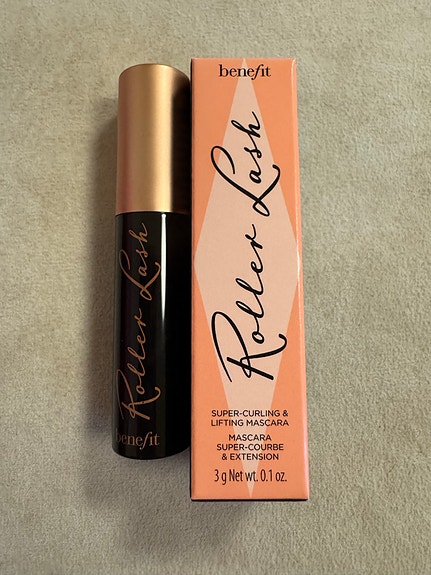 Roller Lash
benefit
benefit
Roller Lash
SUPER-CURLING &
LIFTING MASCARA
MASCARA
SUPER-COURBE
& EXTENSION
3 g Net wt. 0.1 oz.